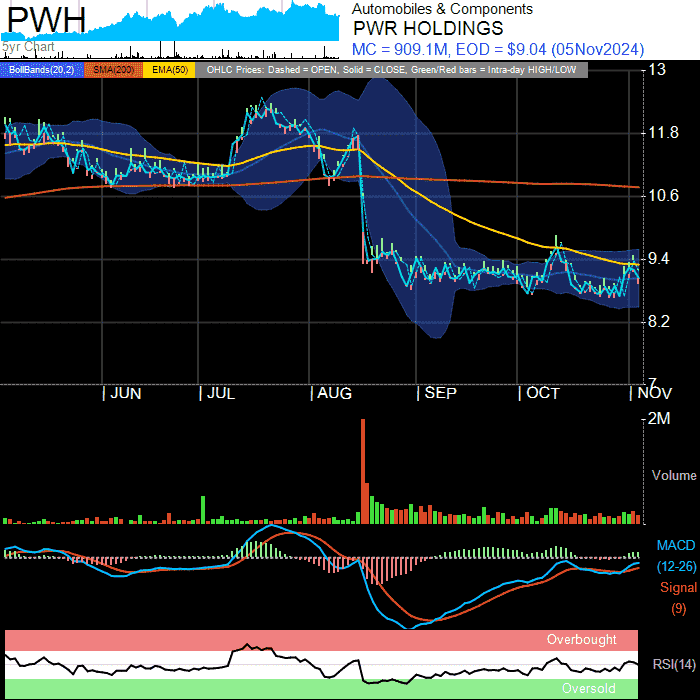 PWH
5yr Chart
Automobiles & Components
PWR HOLDINGS
MC = 909.1M, EOD = $9.04 (05Nov2024)
BollBands(20,2) SMA(200) EMA(50) OHLC Prices: Dashed = OPEN, Solid = CLOSE, Green/Red bars = Intra-day HIGH/LOW
13
11.8
10.6
9.4
8.2
7
| JUN | JUL | AUG | SEP | OCT | NOV
2M
Volume
MACD
(12-26)
Signal
(9)
Overbought
RSI(14)
Oversold